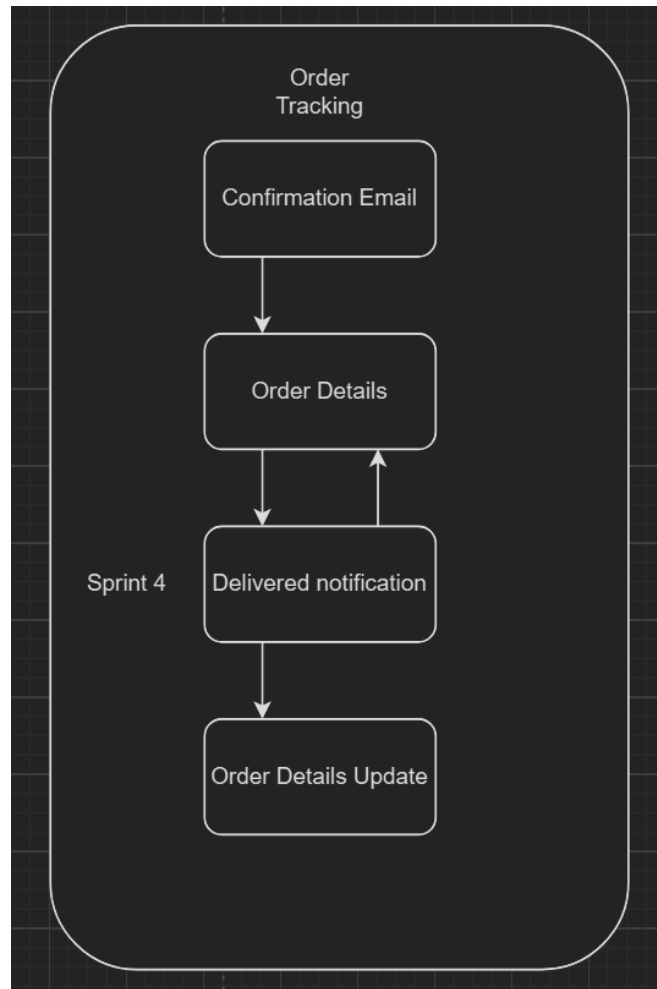 Order
Tracking
Confirmation Email
Order Details
Sprint 4
Delivered notification
Order Details Update